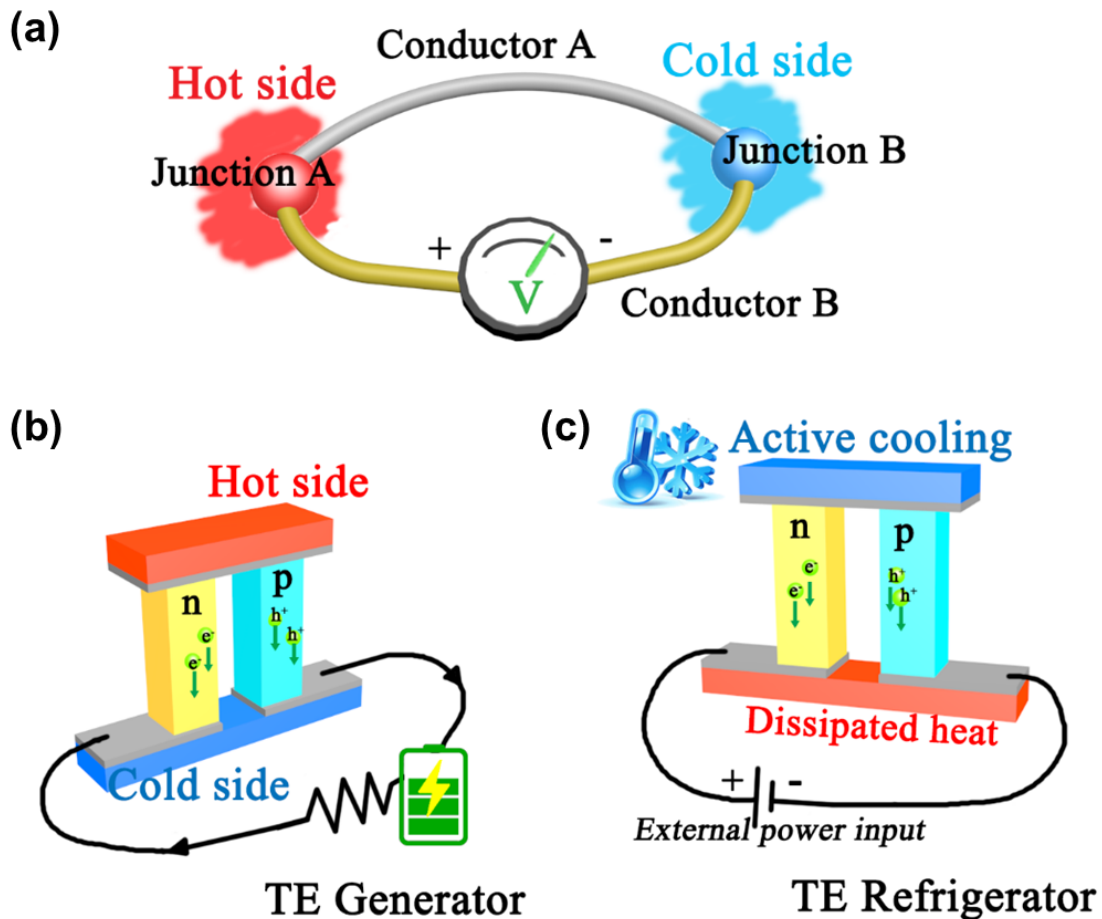 (a)
Conductor A
Cold side
Hot side
Junction B
Junction A
+
-
V
Conductor B
(b)
Hot side
n
p
h⁺
h⁺
e⁻
e⁻
Cold side
TE Generator
(c)
Active cooling
n
p
e⁻
h⁺
e⁻
h⁺
Dissipated heat
+
-
External power input
TE Refrigerator